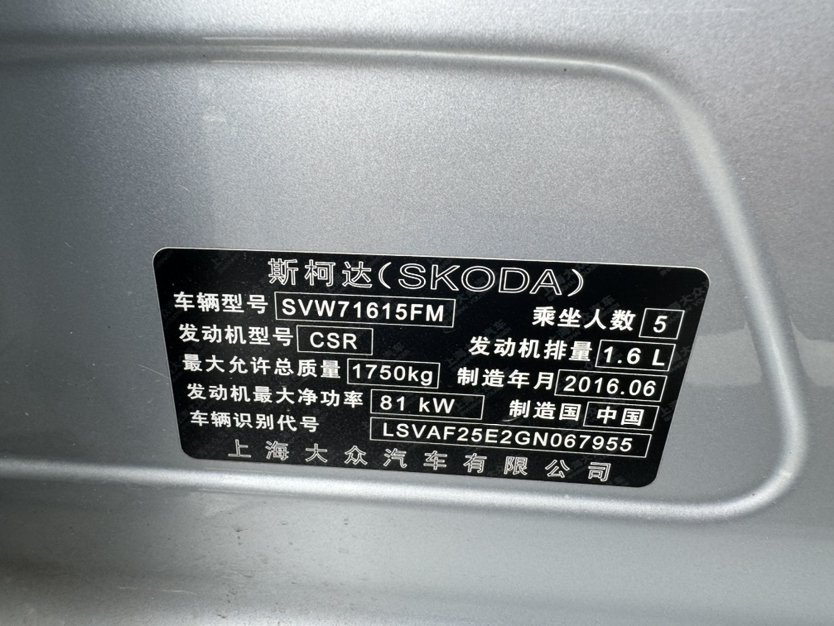 斯柯达(SKODA)
车辆型号 SVW71615FM 乘坐人数 5
发动机型号 CSR 发动机排量 1.6 L
最大允许总质量 1750kg 制造年月 2016.06
发动机最大净功率 81 kW 制造国 中国
车辆识别代号 LSVAF25E2GN067955
上海大众汽车有限公司